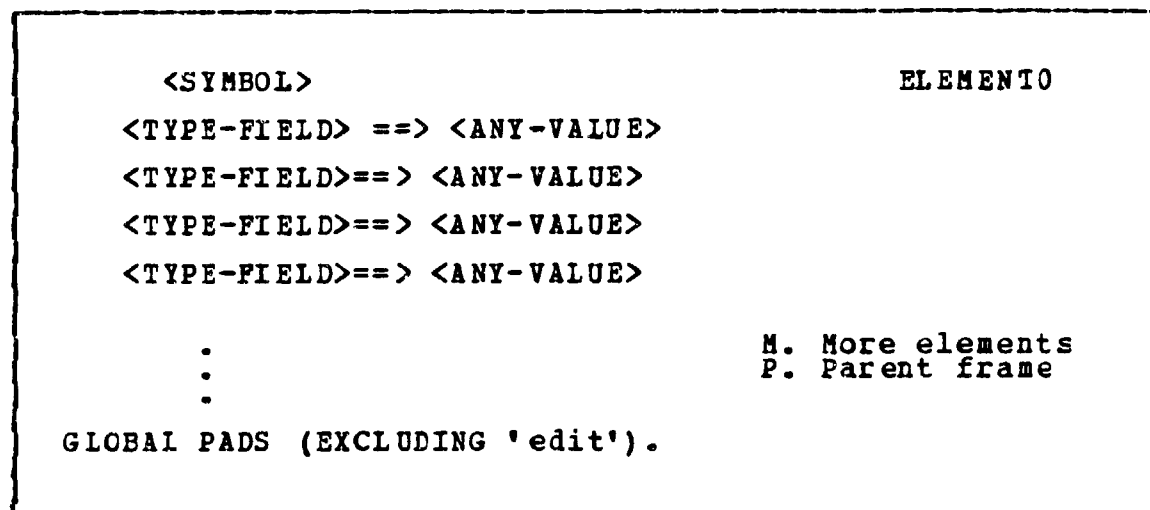 <SYMBOL> ELEMENT0
<TYPE-FIELD> ==> <ANY-VALUE>
<TYPE-FIELD>==> <ANY-VALUE>
<TYPE-FIELD>==> <ANY-VALUE>
<TYPE-FIELD>==> <ANY-VALUE>
.
.
.
M. More elements
P. Parent frame
GLOBAL PADS (EXCLUDING 'edit').